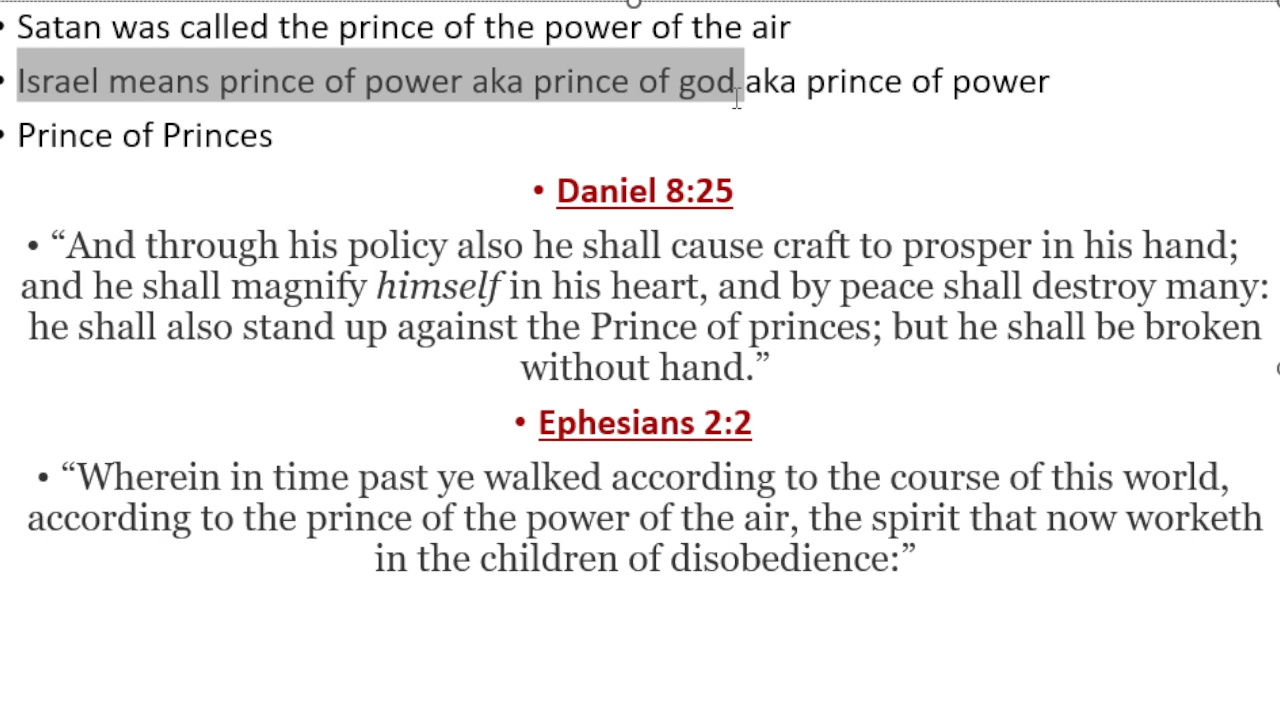 • Satan was called the prince of the power of the air
• Israel means prince of power aka prince of god aka prince of power
• Prince of Princes
• Daniel 8:25
• “And through his policy also he shall cause craft to prosper in his hand;
and he shall magnify himself in his heart, and by peace shall destroy many:
he shall also stand up against the Prince of princes; but he shall be broken
without hand.”
• Ephesians 2:2
• “Wherein in time past ye walked according to the course of this world,
according to the prince of the power of the air, the spirit that now worketh
in the children of disobedience:”